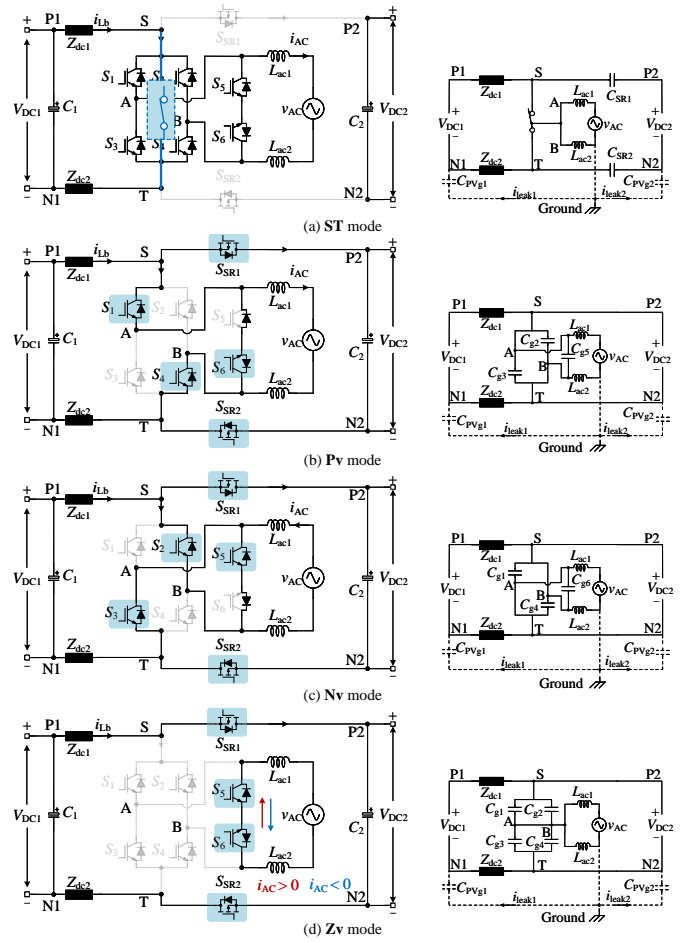 + P1 iLb S P2 +
Zdc1 SSR1 iAC
S1 S2 Lac1
VDC1 C1 A S5 vAC C2 VDC2
B
S3 S4 S6
Lac2
Zdc2 SSR2
− N1 T N2 −
P1 S P2
Zdc1 Lac1 CSR1
+ A vAC +
VDC1 VDC2
− B Lac2 −
CSR2
N1 Zdc2 T N2
CPVg1 ileak1 ileak2 CPVg2
Ground
(a) ST mode
+ P1 iLb S SSR1 P2 +
Zdc1 iAC
S1 S2 Lac1
VDC1 C1 A S5 vAC C2 VDC2
B
S3 S4 S6
Lac2
Zdc2 SSR2
− N1 T N2 −
P1 S P2
Zdc1 Lac1
+ Cg2 +
VDC1 A Cg5 vAC VDC2
− Cg3 B Lac2 −
N1 Zdc2 T N2
CPVg1 ileak1 ileak2 CPVg2
Ground
(b) Pv mode
+ P1 iLb S SSR1 P2 +
Zdc1 iAC
S1 S2 Lac1
VDC1 C1 A S5 vAC C2 VDC2
B
S3 S4 S6
Lac2
Zdc2 SSR2
− N1 T N2 −
P1 S P2
Zdc1 Lac1
+ Cg1 +
VDC1 A Cg6 vAC VDC2
− B Cg4 Lac2 −
N1 Zdc2 T N2
CPVg1 ileak1 ileak2 CPVg2
Ground
(c) Nv mode
+ P1 iLb S P2 +
Zdc1 SSR1
S1 S2 Lac1
VDC1 C1 A S5 vAC C2 VDC2
B
S3 S4 S6
Lac2
Zdc2 SSR2 iAC>0 iAC<0
− N1 T N2 −
P1 S P2
Zdc1 Lac1
+ Cg1 Cg2 +
VDC1 A vAC VDC2
B
− Cg3 Cg4 Lac2 −
N1 Zdc2 T N2
CPVg1 ileak1 ileak2 CPVg2
Ground
(d) Zv mode